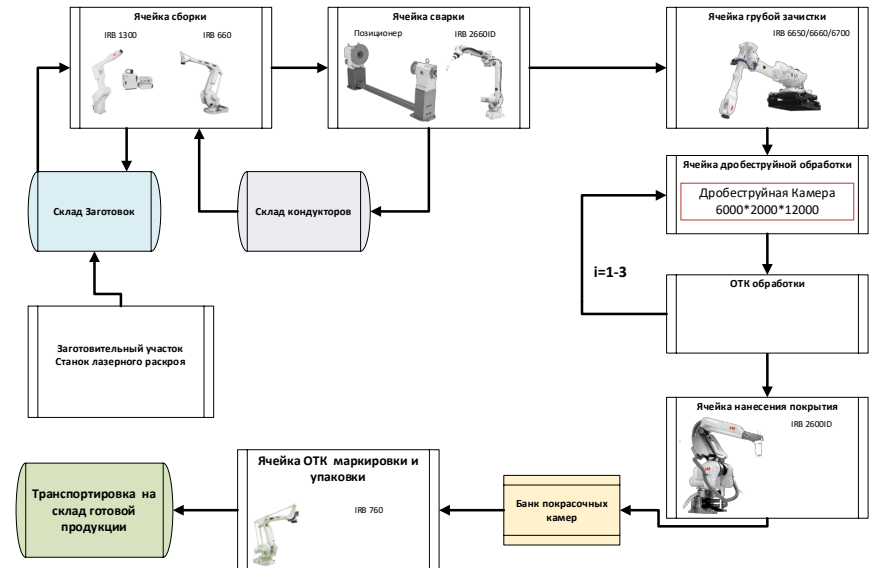 Ячейка сборки
IRB 1300
IRB 660
Ячейка сварки
Позиционер
IRB 2660ID
Ячейка грубой зачистки
IRB 6650/6660/6700
Ячейка дробеструйной обработки
Дробеструйная Камера
6000*2000*12000
Склад Заготовок
Склад кондукторов
i=1-3
ОТК обработки
Заготовительный участок
Станок лазерного раскроя
Ячейка нанесения покрытия
IRB 2600ID
Транспортировка на
склад готовой
продукции
Ячейка ОТК маркировки и
упаковки
IRB 760
Банк покрасочных
камер